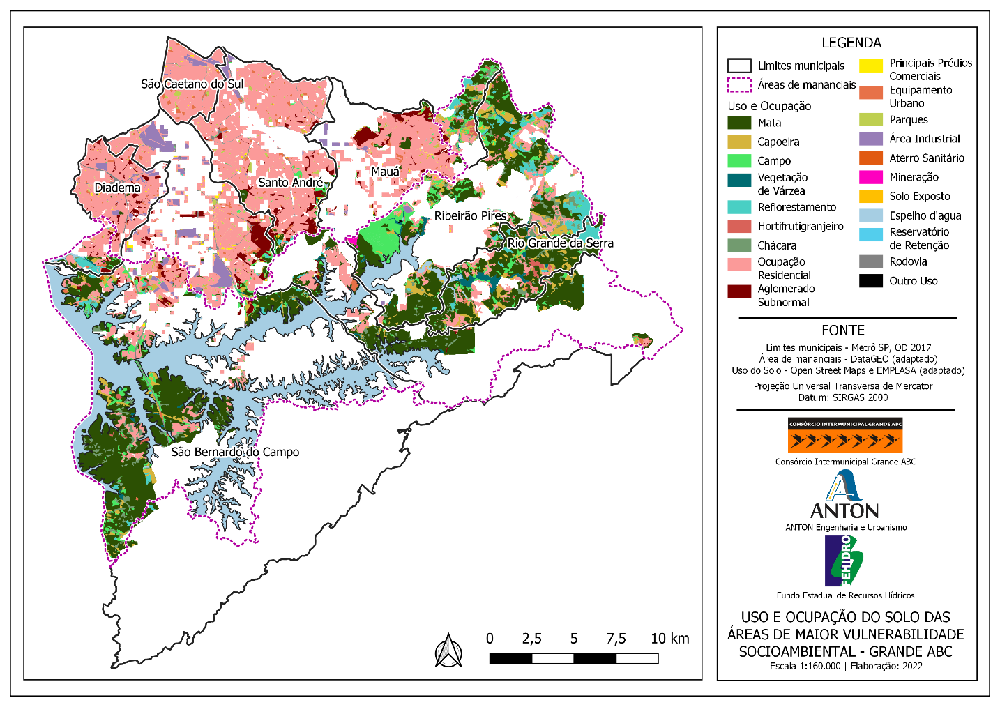 São Caetano do Sul
Diadema
Santo André
Mauá
Ribeirão Pires
Rio Grande da Serra
São Bernardo do Campo
0 2,5 5 7,5 10 km
LEGENDA
Limites municipais
Áreas de mananciais
Uso e Ocupação
Mata
Capoeira
Campo
Vegetação
de Várzea
Reflorestamento
Hortifrutigranjeiro
Chácara
Ocupação
Residencial
Aglomerado
Subnormal
Principais Prédios
Comerciais
Equipamento
Urbano
Parques
Área Industrial
Aterro Sanitário
Mineração
Solo Exposto
Espelho d'agua
Reservatório
de Retenção
Rodovia
Outro Uso
FONTE
Limites municipais - Metrô SP, OD 2017
Área de mananciais - DataGEO (adaptado)
Uso do Solo - Open Street Maps e EMPLASA (adaptado)
Projeção Universal Transversa de Mercator
Datum: SIRGAS 2000
CONSÓRCIO INTERMUNICIPAL GRANDE ABC
Consórcio Intermunicipal Grande ABC
ANTON
ANTON Engenharia e Urbanismo
FEHIDRO
Fundo Estadual de Recursos Hídricos
USO E OCUPAÇÃO DO SOLO DAS
ÁREAS DE MAIOR VULNERABILIDADE
SOCIOAMBIENTAL - GRANDE ABC
Escala 1:160.000 | Elaboração: 2022